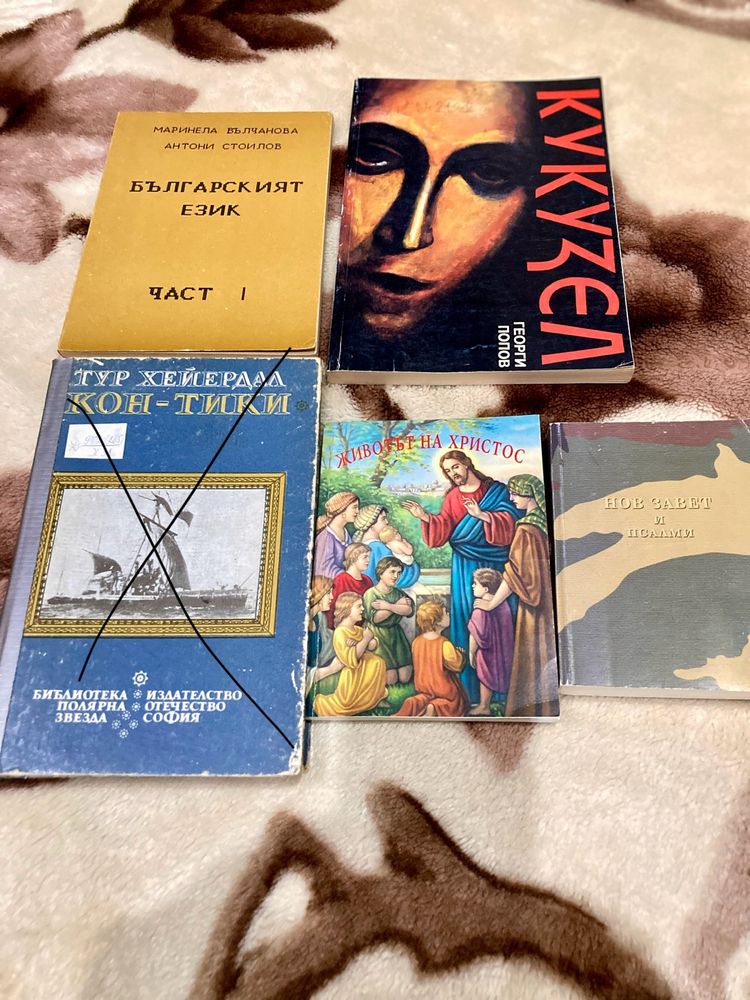 МАРИНЕЛА ВЪЛЧАНОВА
АНТОНИ СТОИЛОВ
БЪЛГАРСКИЯТ
ЕЗИК
ЧАСТ I
КУКУЗЕЛ
ГЕОРГИ
ПОПОВ
ТУР ХЕЙЕРДАЛ
КОН-ТИКИ
БИБЛИОТЕКА
ПОЛЯРНА
ЗВЕЗДА
ИЗДАТЕЛСТВО
ОТЕЧЕСТВО
СОФИЯ
ЖИВОТЪТ НА ХРИСТОС
НОВ ЗАВЕТ
И
ПСАЛМИ